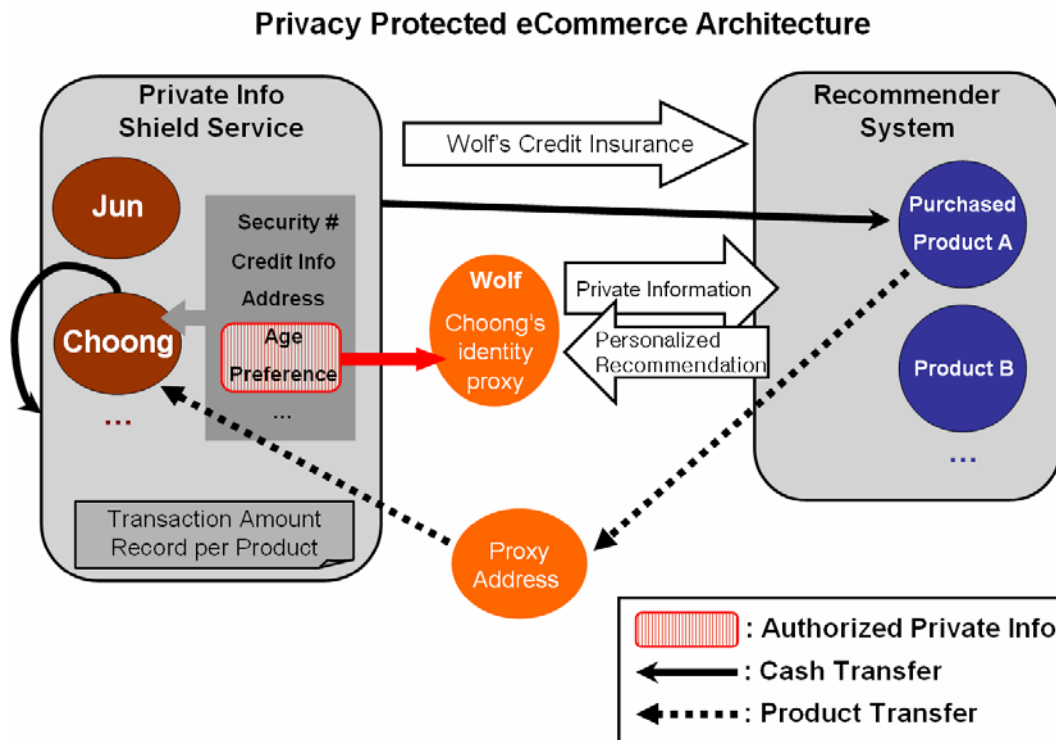 Privacy Protected eCommerce Architecture
Private Info
Shield Service
Jun
Choong
...
Security #
Credit Info
Address
Age
Preference
...
Transaction Amount
Record per Product
Wolf's Credit Insurance
Wolf
Choong's
identity
proxy
Private Information
Personalized
Recommendation
Proxy
Address
Recommender
System
Purchased
Product A
Product B
...
: Authorized Private Info
: Cash Transfer
: Product Transfer